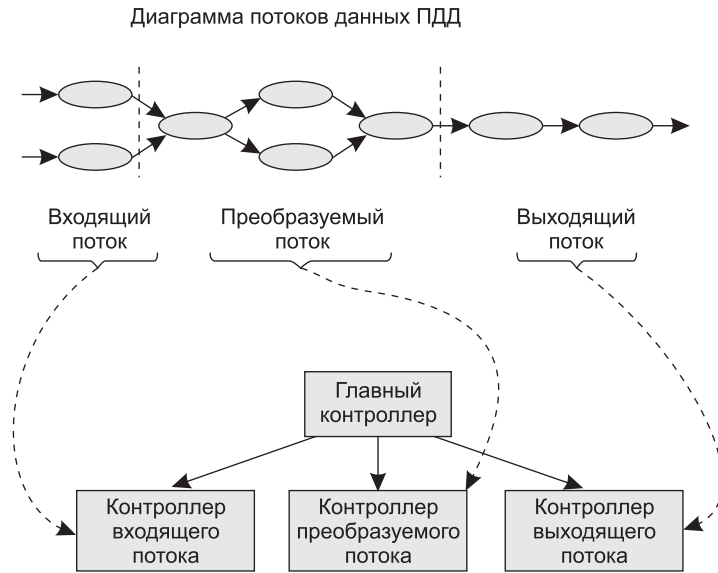 Диаграмма потоков данных ПДД
Входящий
поток
Преобразуемый
поток
Выходящий
поток
Главный
контроллер
Контроллер
входящего
потока
Контроллер
преобразуемого
потока
Контроллер
выходящего
потока